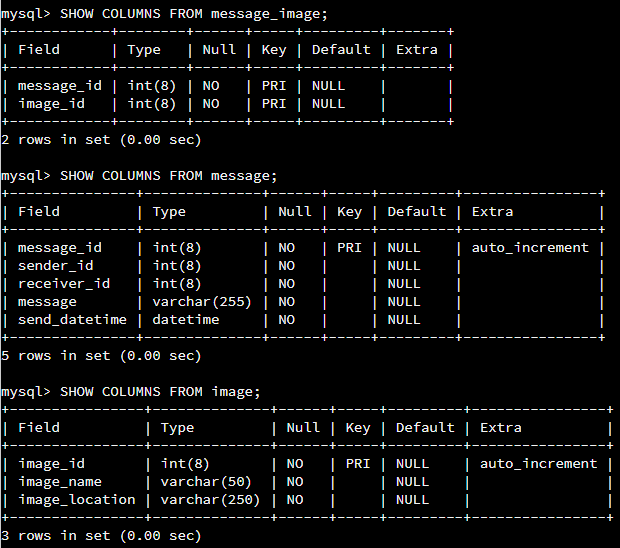 mysql> SHOW COLUMNS FROM message_image;
+------------+--------+------+-----+---------+-------+
| Field      | Type   | Null | Key | Default | Extra |
+------------+--------+------+-----+---------+-------+
| message_id | int(8) | NO   | PRI | NULL    |       |
| image_id   | int(8) | NO   | PRI | NULL    |       |
+------------+--------+------+-----+---------+-------+
2 rows in set (0.00 sec)
mysql> SHOW COLUMNS FROM message;
+---------------+--------------+------+-----+---------+----------------+
| Field         | Type         | Null | Key | Default | Extra          |
+---------------+--------------+------+-----+---------+----------------+
| message_id    | int(8)       | NO   | PRI | NULL    | auto_increment |
| sender_id     | int(8)       | NO   |     | NULL    |                |
| receiver_id   | int(8)       | NO   |     | NULL    |                |
| message       | varchar(255) | NO   |     | NULL    |                |
| send_datetime | datetime     | NO   |     | NULL    |                |
+---------------+--------------+------+-----+---------+----------------+
5 rows in set (0.00 sec)
mysql> SHOW COLUMNS FROM image;
+----------------+--------------+------+-----+---------+----------------+
| Field          | Type         | Null | Key | Default | Extra          |
+----------------+--------------+------+-----+---------+----------------+
| image_id       | int(8)       | NO   | PRI | NULL    | auto_increment |
| image_name     | varchar(50)  | NO   |     | NULL    |                |
| image_location | varchar(250) | NO   |     | NULL    |                |
+----------------+--------------+------+-----+---------+----------------+
3 rows in set (0.00 sec)